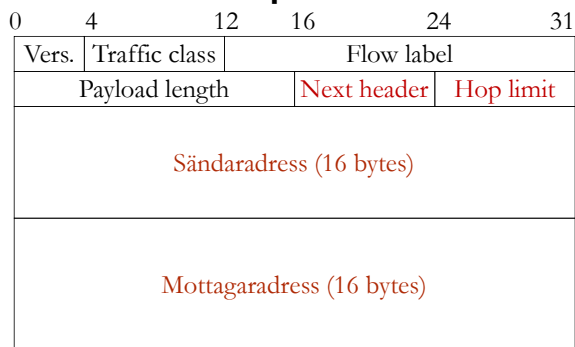 0 4 12 16 24 31
Vers. Traffic class Flow label
Payload length Next header Hop limit
Sändaradress (16 bytes)
Mottagaradress (16 bytes)